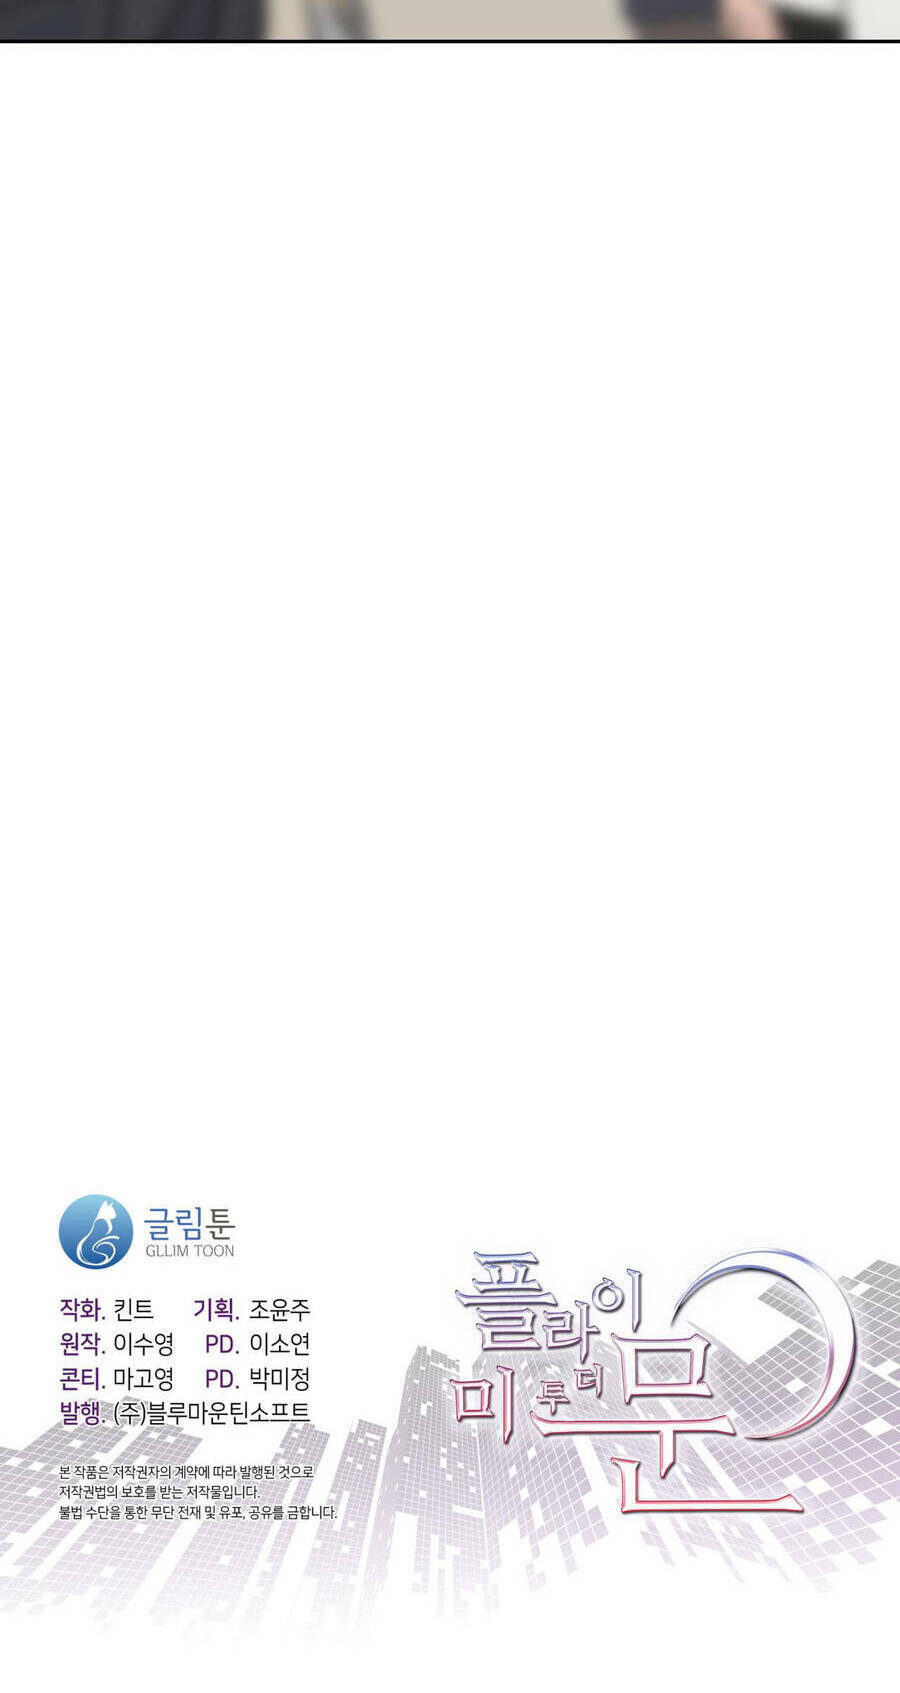 글림툰
GLLIM TOON
작화. 킨트 기획. 조윤주
원작. 이수영 PD. 이소연
콘티. 마고영 PD. 박미정
발행. (주)블루마운틴소프트
본 작품은 저작권자의 계약에 따라 발행된 것으로
저작권법의 보호를 받는 저작물입니다.
불법 수단을 통한 무단 전재 및 유포, 공유를 금합니다.
플라이
미 투 더 문